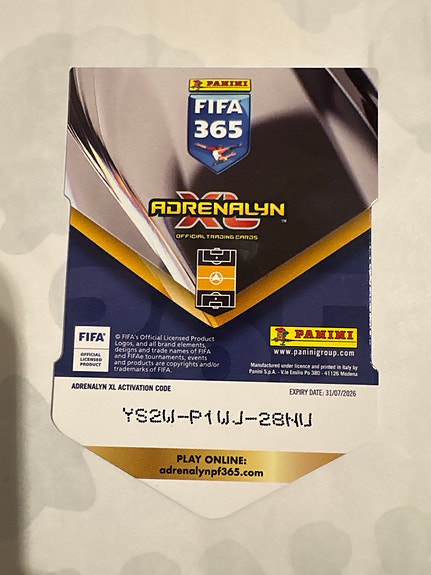 PANINI
FIFA
365
ADRENALYN
XL™
OFFICIAL TRADING CARDS
FIFA®
OFFICIAL
LICENSED
PRODUCT
© FIFA's Official Licensed Product
Logos, and all brand elements,
designs and trade names of FIFA
and FIFAe tournaments, events
and products are copyrights and/or
trademarks of FIFA.
PANINI
www.paninigroup.com
Manufactured under licence and printed in Italy by
Panini S.p.A. - V.le Emilio Po 380 - 41126 Modena
ADRENALYN XL ACTIVATION CODE
EXPIRY DATE: 31/07/2026
YS2W-P1WJ-28NW
PLAY ONLINE:
adrenalynpf365.com